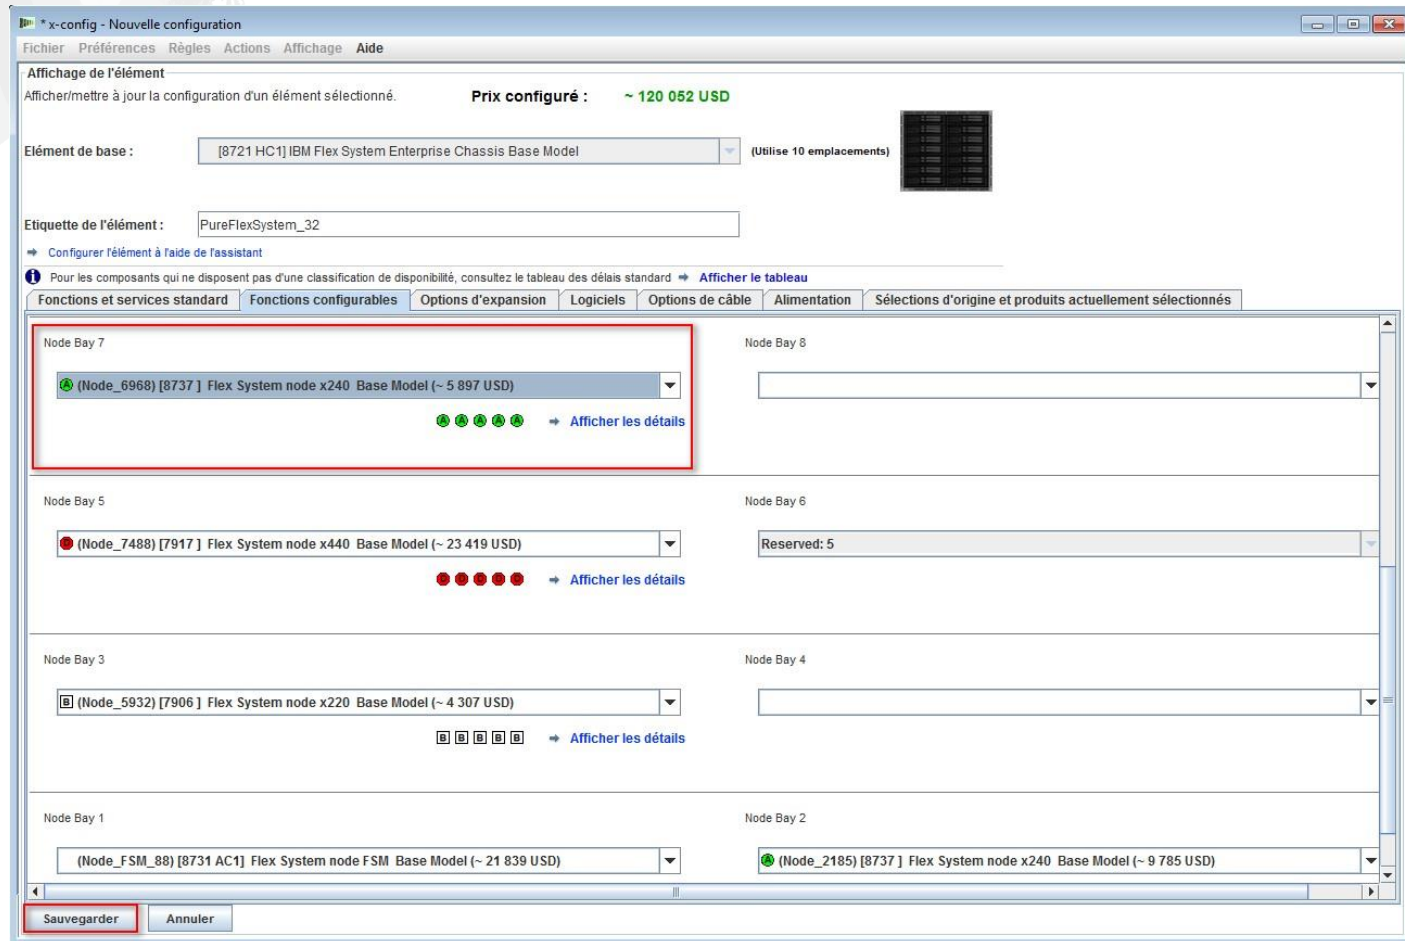 * x-config - Nouvelle configuration
Fichier Préférences Règles Actions Affichage Aide
Affichage de l'élément
Afficher/mettre à jour la configuration d'un élément sélectionné. Prix configuré : ~ 120 052 USD
Elément de base : [8721 HC1] IBM Flex System Enterprise Chassis Base Model (Utilise 10 emplacements)
Etiquette de l'élément : PureFlexSystem_32
Configurer l'élément à l'aide de l'assistant
Pour les composants qui ne disposent pas d'une classification de disponibilité, consultez le tableau des délais standard Afficher le tableau
Fonctions et services standard Fonctions configurables Options d'expansion Logiciels Options de câble Alimentation Sélections d'origine et produits actuellement sélectionnés
Node Bay 7 Node Bay 8
A (Node_6968) [8737 ] Flex System node x240 Base Model (~ 5 897 USD)
A A A A A Afficher les détails
Node Bay 5 Node Bay 6
D (Node_7488) [7917 ] Flex System node x440 Base Model (~ 23 419 USD) Reserved: 5
D D D D D Afficher les détails
Node Bay 3 Node Bay 4
B (Node_5932) [7906 ] Flex System node x220 Base Model (~ 4 307 USD)
B B B B B Afficher les détails
Node Bay 1 Node Bay 2
(Node_FSM_88) [8731 AC1] Flex System node FSM Base Model (~ 21 839 USD) A (Node_2185) [8737 ] Flex System node x240 Base Model (~ 9 785 USD)
Sauvegarder Annuler